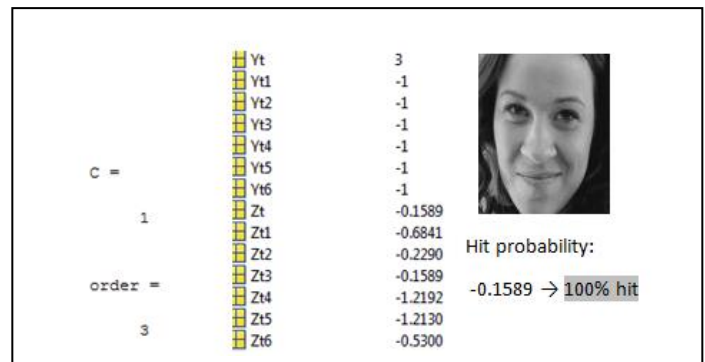 C =
1
order =
3
Yt 3
Yt1 -1
Yt2 -1
Yt3 -1
Yt4 -1
Yt5 -1
Yt6 -1
Zt -0.1589
Zt1 -0.6841
Zt2 -0.2290
Zt3 -0.1589
Zt4 -1.2192
Zt5 -1.2130
Zt6 -0.5300
Hit probability:
-0.1589 → 100% hit